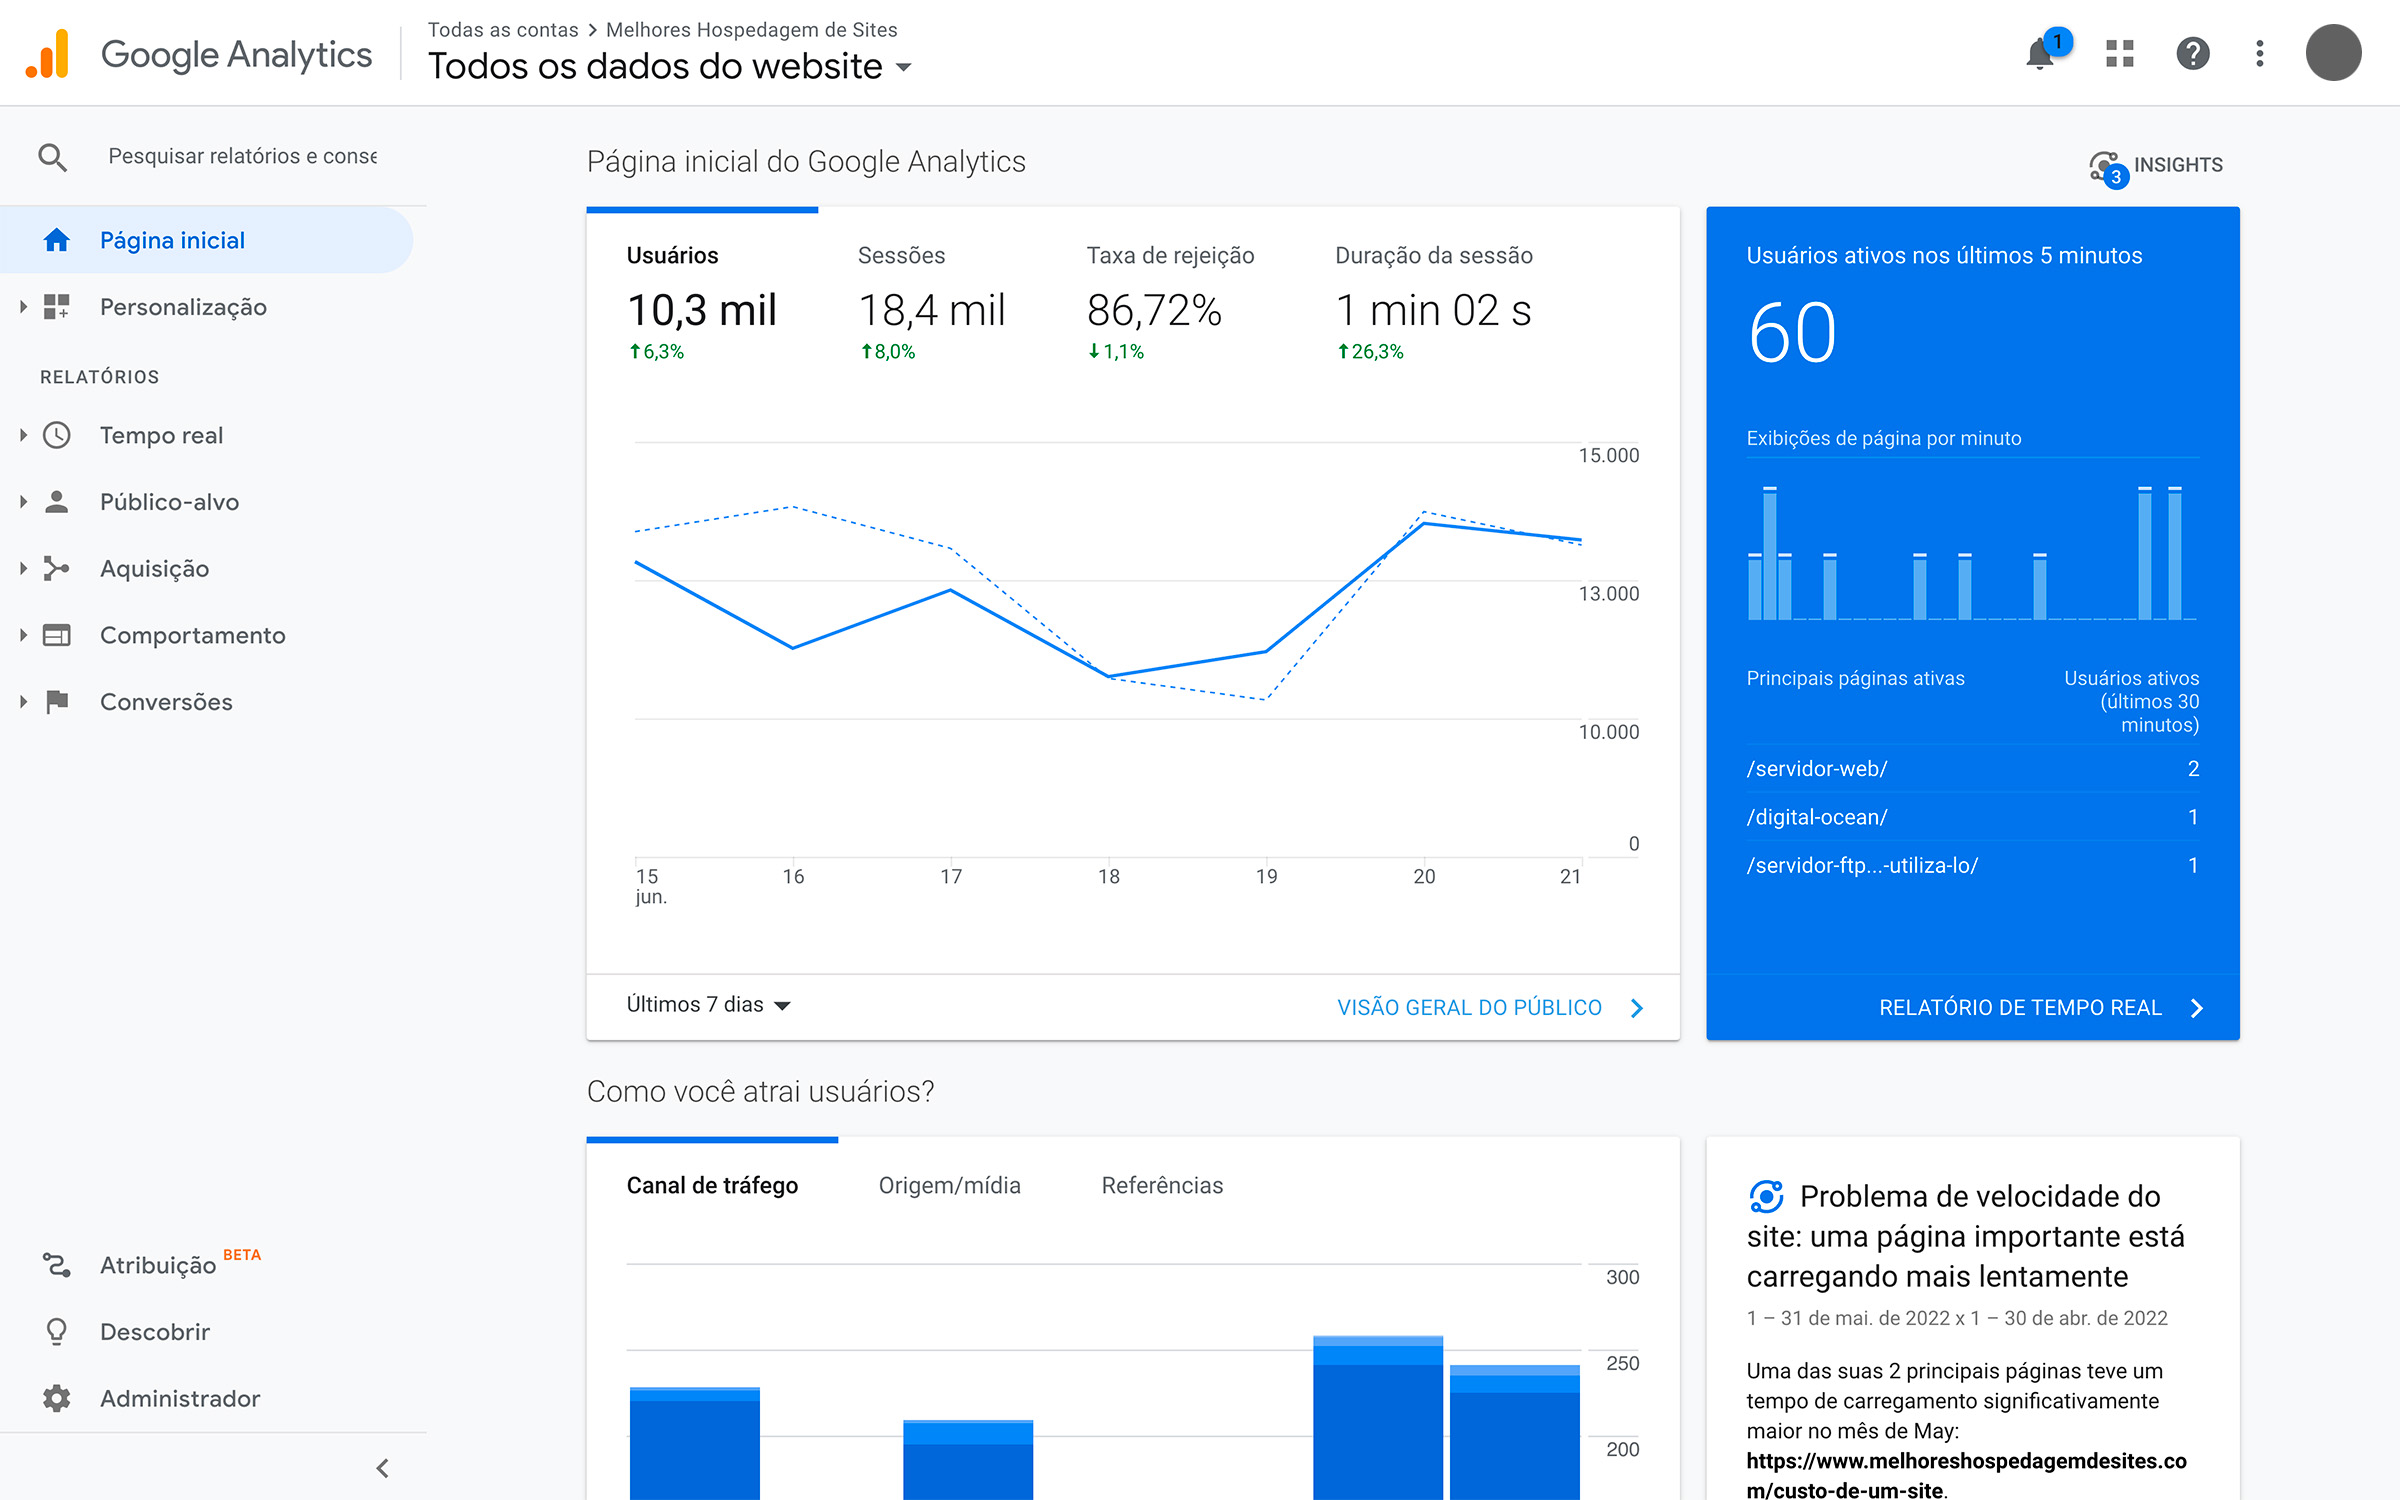 Google Analytics
Todas as contas > Melhores Hospedagem de Sites
Todos os dados do website
1
Pesquisar relatórios e conse
Página inicial
Personalização
RELATÓRIOS
Tempo real
Público-alvo
Aquisição
Comportamento
Conversões
Atribuição BETA
Descobrir
Administrador
Página inicial do Google Analytics
3 INSIGHTS
Usuários Sessões Taxa de rejeição Duração da sessão
10,3 mil 18,4 mil 86,72% 1 min 02 s
6,3% 8,0% 1,1% 26,3%
15.000
13.000
10.000
0
15 16 17 18 19 20 21
jun.
Últimos 7 dias
VISÃO GERAL DO PÚBLICO
Usuários ativos nos últimos 5 minutos
60
Exibições de página por minuto
Principais páginas ativas Usuários ativos
(últimos 30
minutos)
/servidor-web/ 2
/digital-ocean/ 1
/servidor-ftp...-utiliza-lo/ 1
RELATÓRIO DE TEMPO REAL
Como você atrai usuários?
Canal de tráfego Origem/mídia Referências
300
250
200
Problema de velocidade do
site: uma página importante está
carregando mais lentamente
1 – 31 de mai. de 2022 x 1 – 30 de abr. de 2022
Uma das suas 2 principais páginas teve um
tempo de carregamento significativamente
maior no mês de May:
https://www.melhoreshospedagemdesites.co
m/custo-de-um-site.